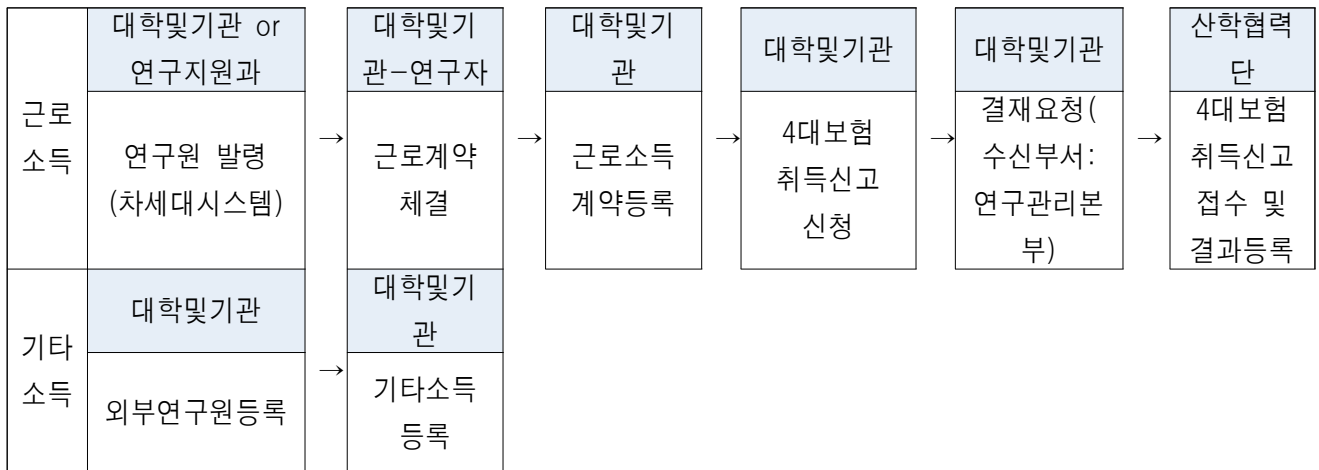 근로
소득
대학및기관 or
연구지원과
연구원 발령
(차세대시스템)
→
대학및기
관-연구자
근로계약
체결
→
대학및기
관
근로소득
계약등록
→
대학및기관
4대보험
취득신고
신청
→
대학및기관
결재요청(
수신부서:
연구관리본
부)
→
산학협력
단
4대보험
취득신고
접수 및
결과등록
기타
소득
대학및기관
외부연구원등록
→
대학및기
관
기타소득
등록